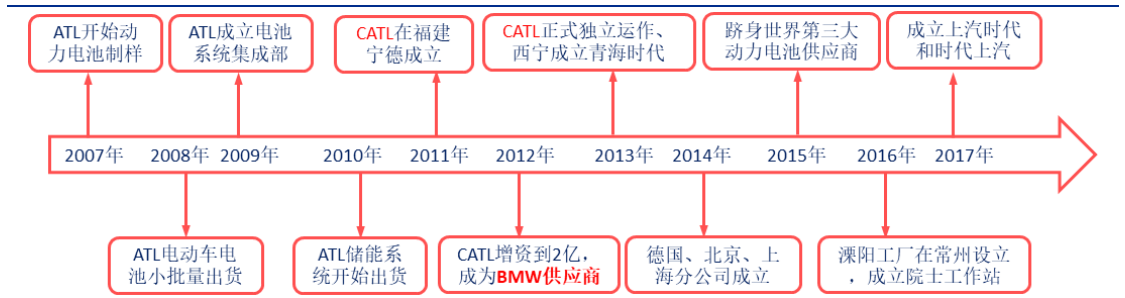 ATL开始动
力电池制样
ATL成立电池
系统集成部
CATL在福建
宁德成立
CATL正式独立运作、
西宁成立青海时代
跻身世界第三大
动力电池供应商
成立上汽时代
和时代上汽
2007年 2008年 2009年 2010年 2011年 2012年 2013年 2014年 2015年 2016年 2017年
ATL电动车电
池小批量出货
ATL储能系
统开始出货
CATL增资到2亿，
成为BMW供应商
德国、北京、上
海分公司成立
溧阳工厂在常州设立
，成立院士工作站